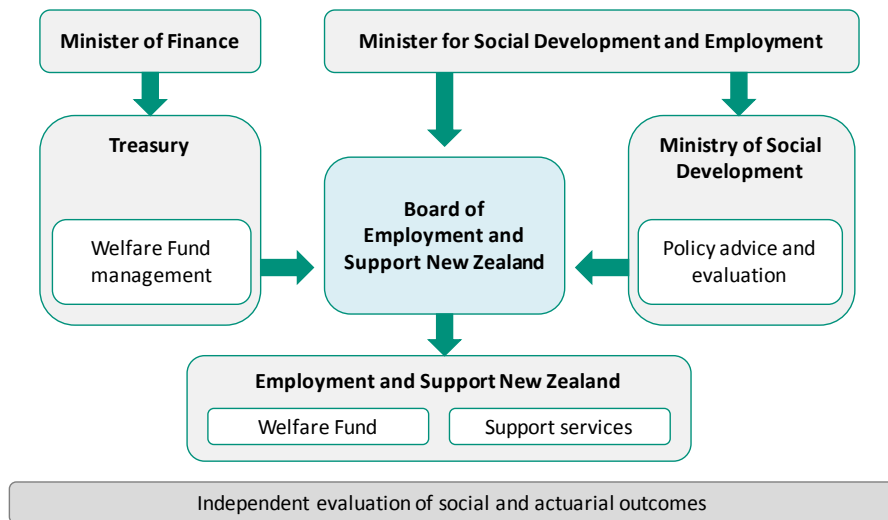 Minister of Finance
Minister for Social Development and Employment
Treasury
Welfare Fund
management
Board of
Employment and
Support New Zealand
Ministry of Social
Development
Policy advice and
evaluation
Employment and Support New Zealand
Welfare Fund
Support services
Independent evaluation of social and actuarial outcomes